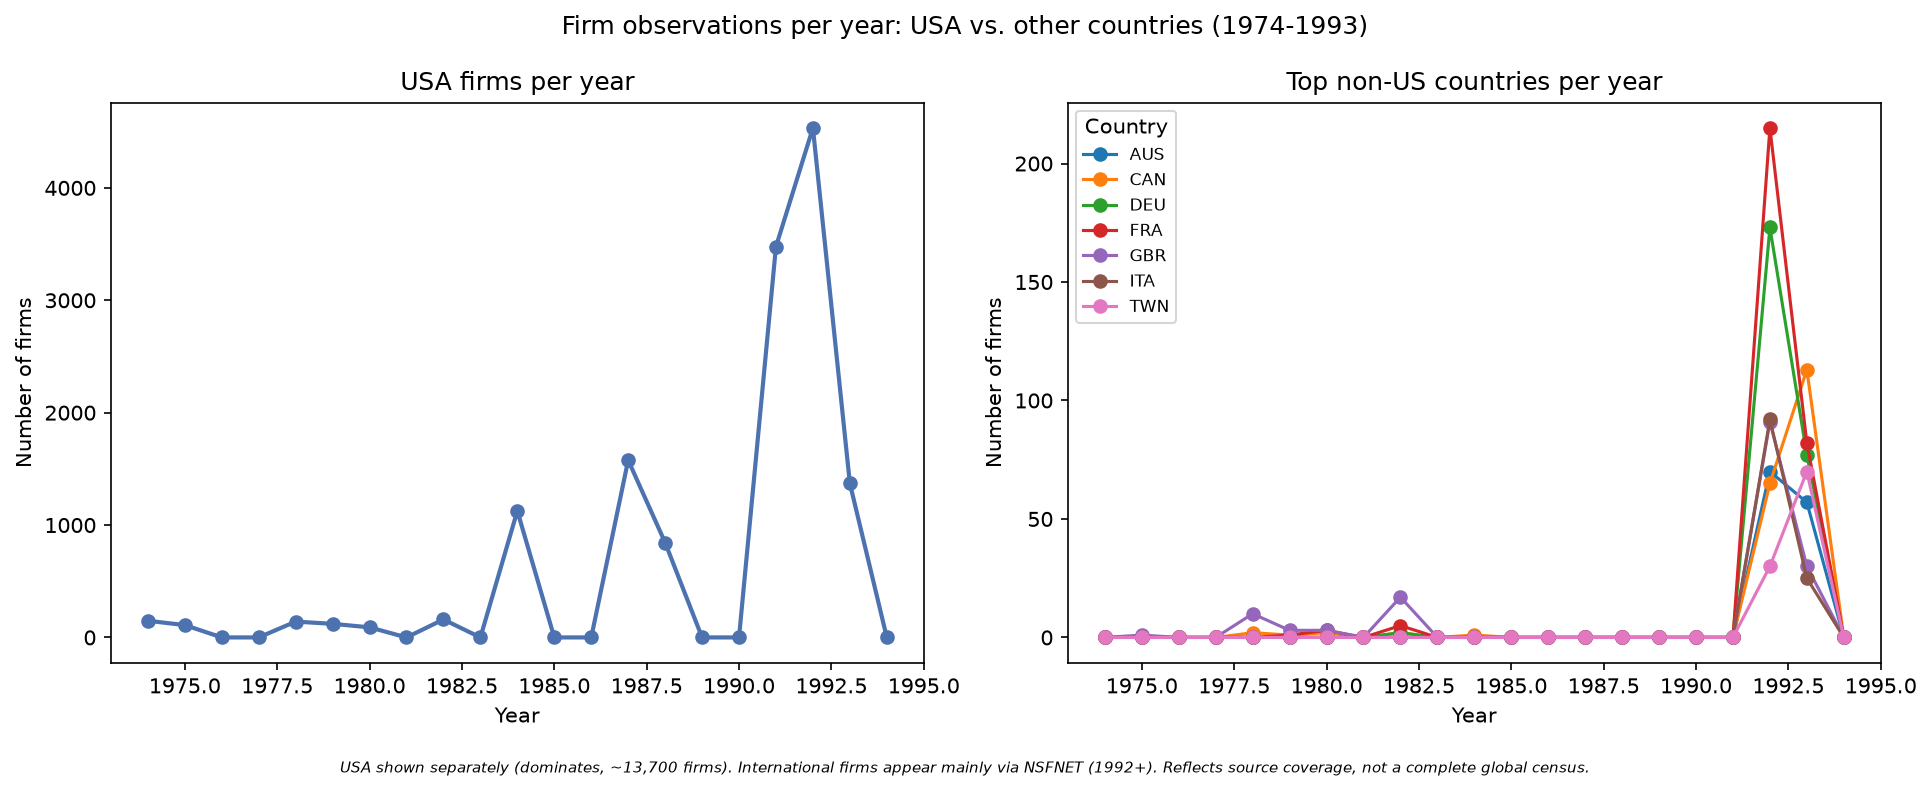 Firm observations per year: USA vs. other countries (1974-1993)
USA firms per year
Number of firms
4000
3000
2000
1000
0
1975.0 1977.5 1980.0 1982.5 1985.0 1987.5 1990.0 1992.5 1995.0
Year
Top non-US countries per year
Number of firms
200
150
100
50
0
Country
AUS
CAN
DEU
FRA
GBR
ITA
TWN
1975.0 1977.5 1980.0 1982.5 1985.0 1987.5 1990.0 1992.5 1995.0
Year
USA shown separately (dominates, ~13,700 firms). International firms appear mainly via NSFNET (1992+). Reflects source coverage, not a complete global census.